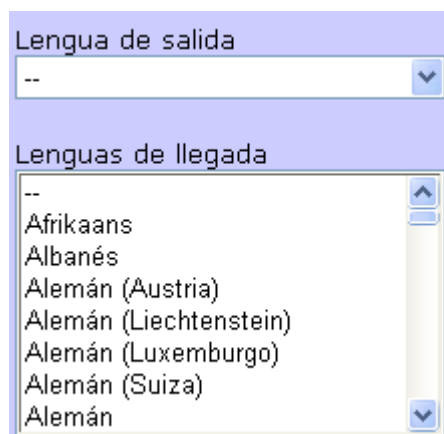 Lengua de salida
--
Lenguas de llegada
--
Afrikaans
Albanés
Alemán (Austria)
Alemán (Liechtenstein)
Alemán (Luxemburgo)
Alemán (Suiza)
Alemán